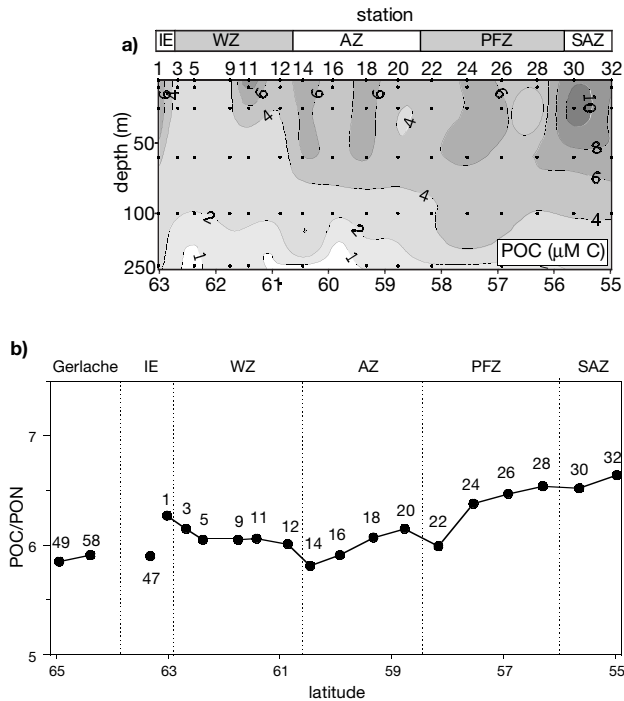 station
a)
IE WZ AZ PFZ SAZ
1 3 5 9 11 12 14 16 18 20 22 24 26 28 30 32
6 4 6 6 6 6 10
4 4
50
8
depth (m)
6
4
100
2 2
4
1 1
POC (µM C)
250
63 62 61 60 59 58 57 56 55
b)
Gerlache IE WZ AZ PFZ SAZ
7
POC/PON
49 58 47 1 3 5 9 11 12 14 16 18 20 22 24 26 28 30 32
6
5
65 63 61 59 57 55
latitude